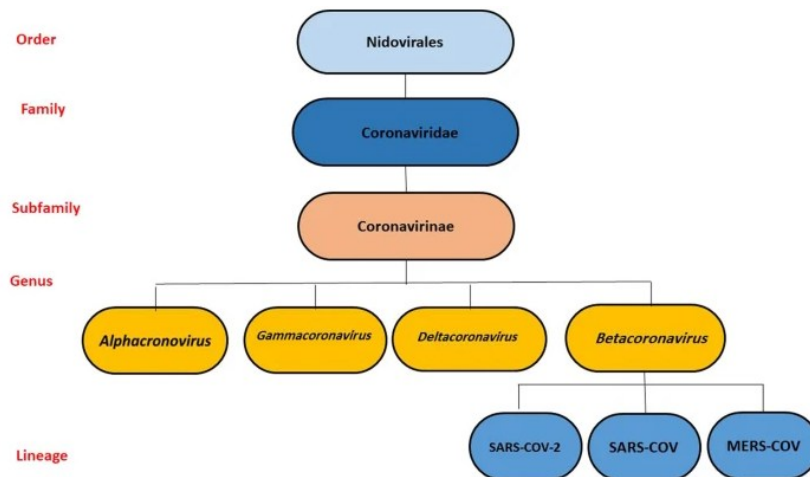 Order
Nidovirales
Family
Coronaviridae
Subfamily
Coronavirinae
Genus
Alphacronovirus
Gammacoronavirus
Deltacoronavirus
Betacoronavirus
Lineage
SARS-COV-2
SARS-COV
MERS-COV